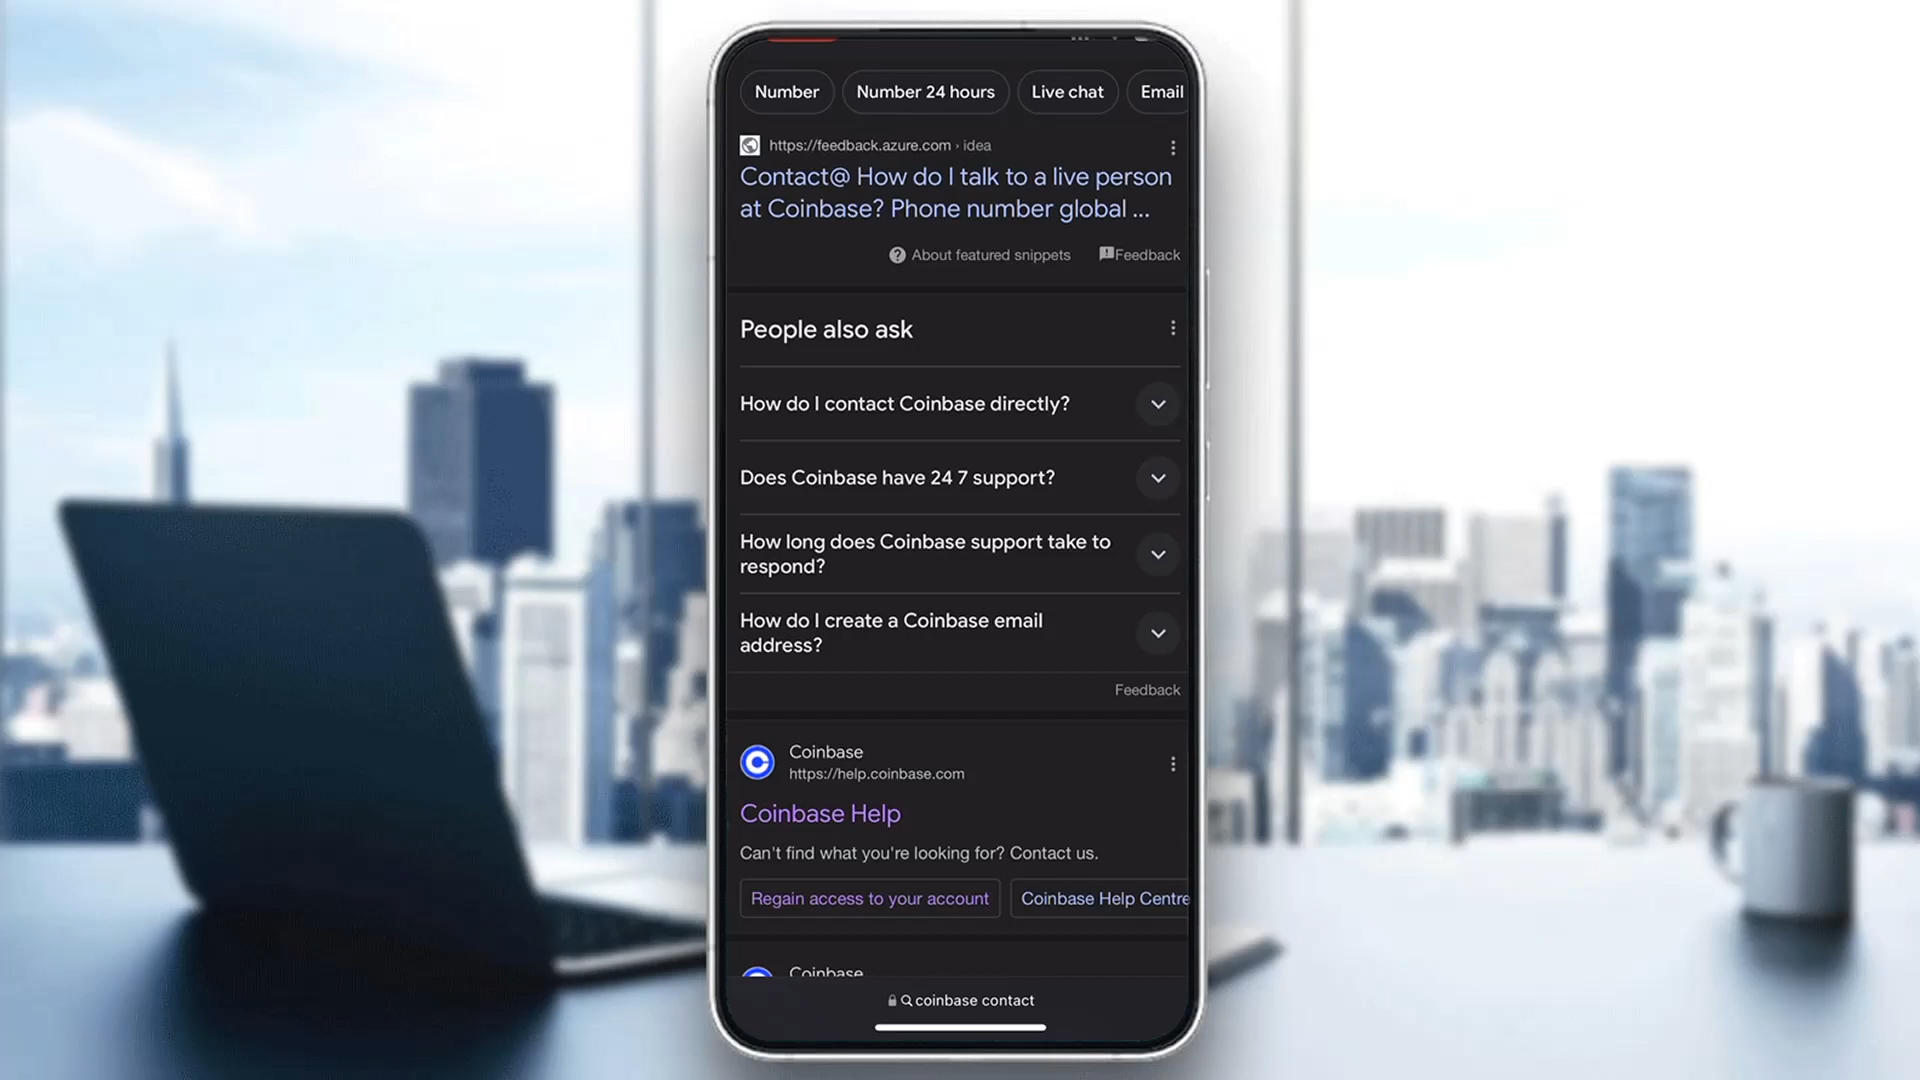 Number
Number 24 hours
Live chat
Email
https://feedback.azure.com › idea
Contact@ How do I talk to a live person
at Coinbase? Phone number global ...
About featured snippets
Feedback
People also ask
How do I contact Coinbase directly?
Does Coinbase have 24 7 support?
How long does Coinbase support take to
respond?
How do I create a Coinbase email
address?
Feedback
Coinbase
https://help.coinbase.com
Coinbase Help
Can't find what you're looking for? Contact us.
Regain access to your account
Coinbase Help Centre
Coinbase
coinbase contact